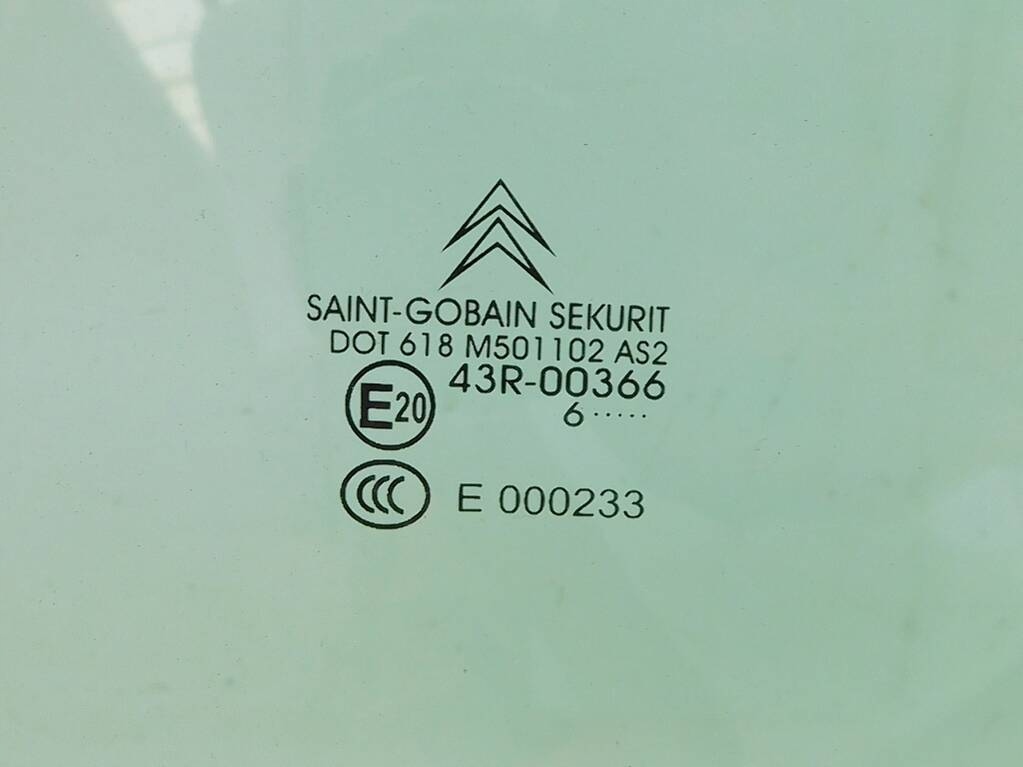 SAINT-GOBAIN SEKURIT
DOT 618 M501102 AS2
E20 43R-00366
6 .....
CCC E 000233